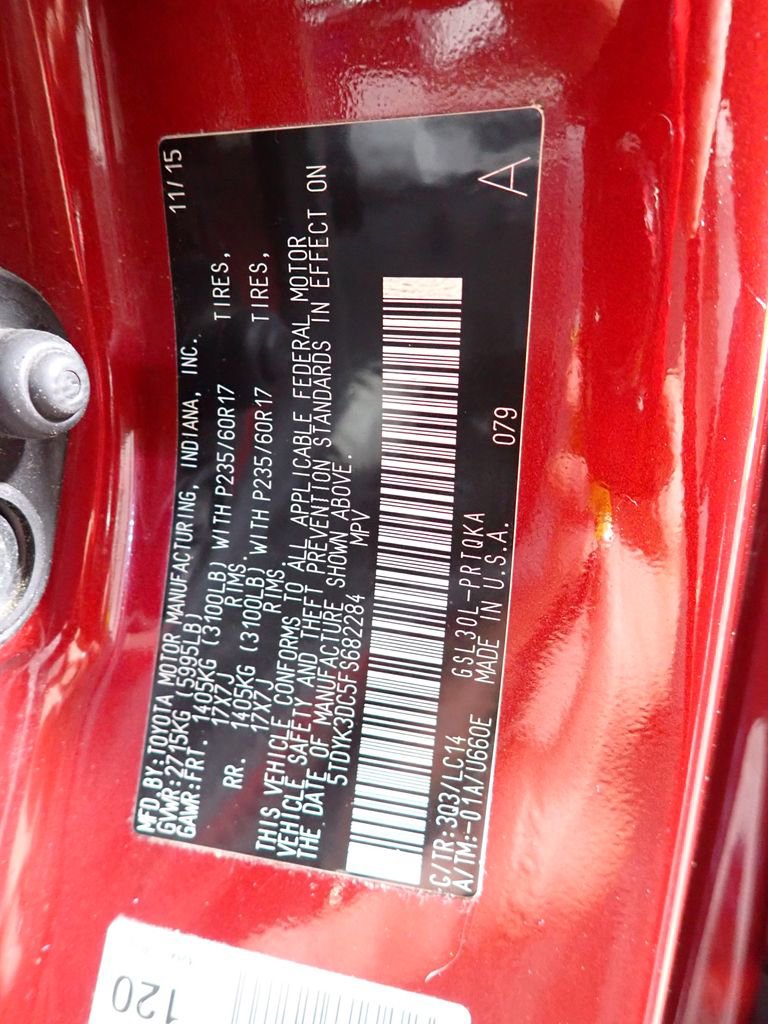 MFD.BY:TOYOTA MOTOR MANUFACTURING, INDIANA, INC. 11/15
GVWR:2715KG (5995LB)
GAWR:FRT. 1405KG (3100LB) WITH P235/60R17 TIRES,
17X7J RIMS.
RR. 1405KG (3100LB) WITH P235/60R17 TIRES,
17X7J RIMS.
THIS VEHICLE CONFORMS TO ALL APPLICABLE FEDERAL MOTOR
VEHICLE SAFETY AND THEFT PREVENTION STANDARDS IN EFFECT ON
THE DATE OF MANUFACTURE SHOWN ABOVE.
5TDYK3DC5FS682284 MPV
A
C/TR:3Q3/LC14 GSL30L-PRTQKA 079
A/TM:-01A/U660E MADE IN U.S.A.
120